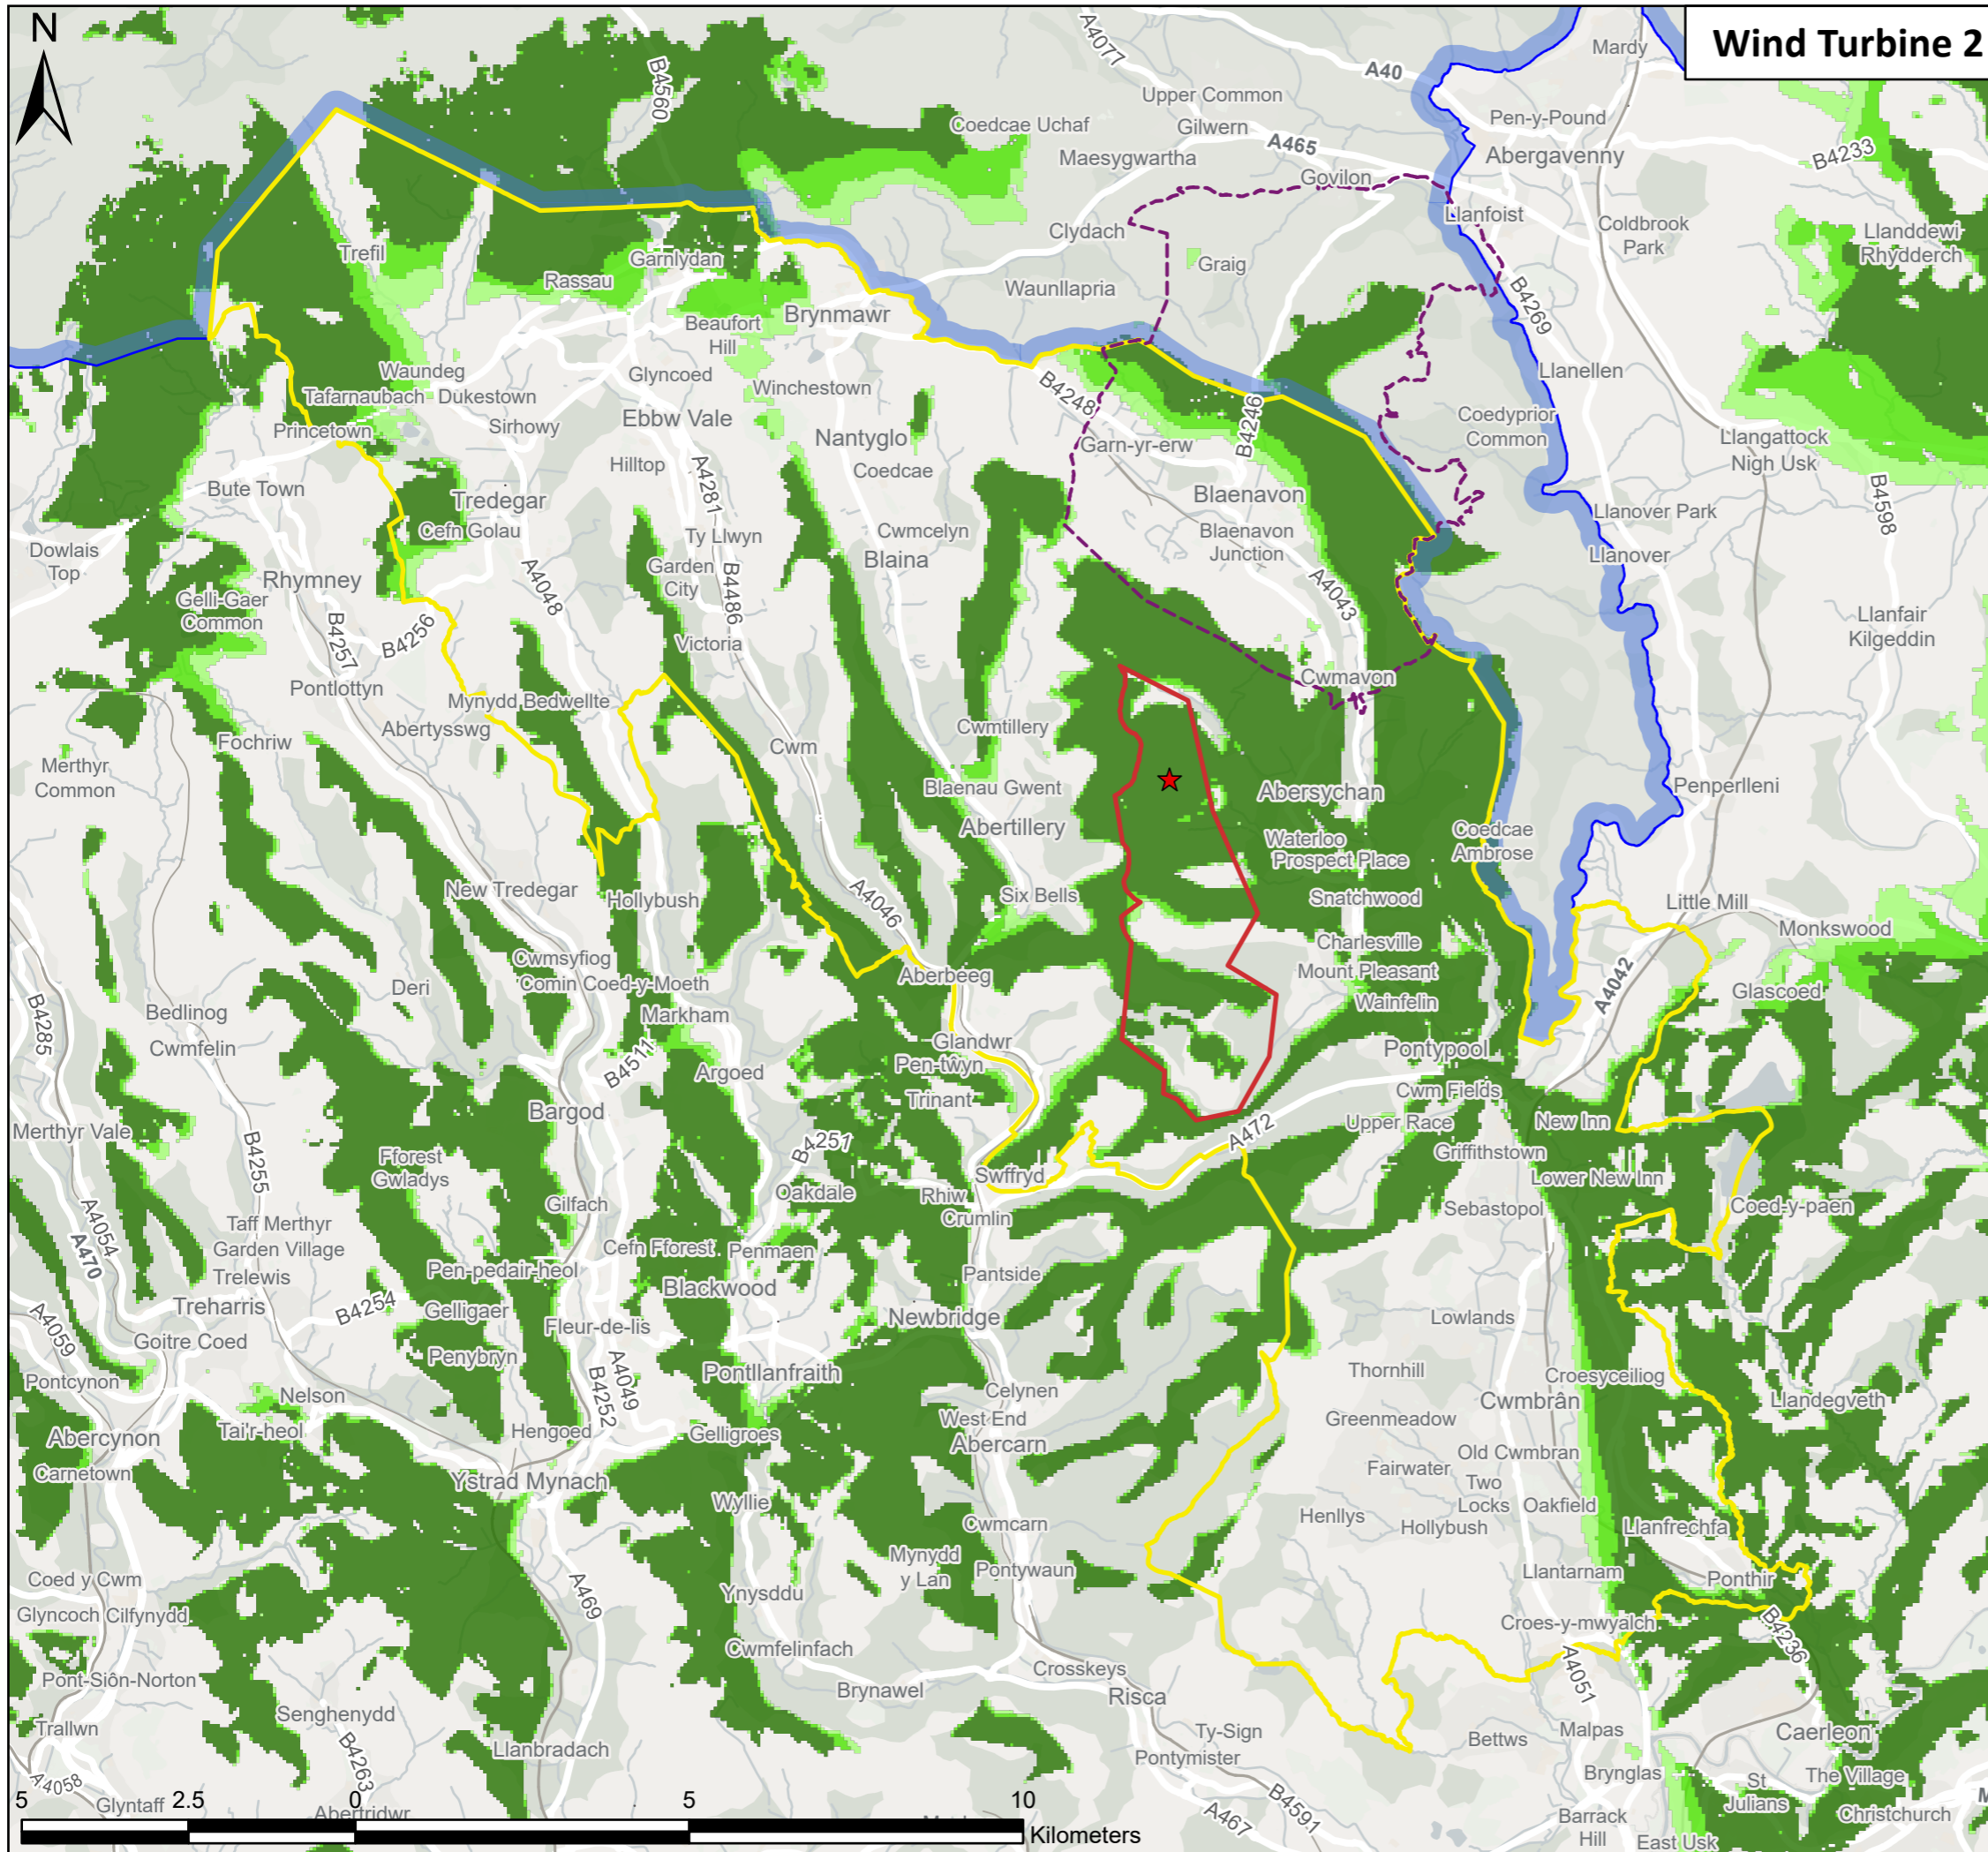 Wind Turbine 2
N
A4077
Mardy
B4560
A40
Upper Common
Pen-y-Pound
Coedcae Uchaf
Gilwern
A465
Abergavenny
B4233
Maesygwartha
Govilon
Llanfoist
Coldbrook
Park
Llanddewi
Rhydderch
Clydach
Trefil
Garnlydan
Graig
Rassau
Waunllapria
B4269
Beaufort
Hill
Brynmawr
Waundeg
Glyncoed
Winchestown
Llanellen
Tafarnaubach
Dukestown
B4248
B4246
Coedyprior
Common
Princetown
Sirhowy
Ebbw Vale
Nantyglo
Garn-yr-erw
Llangattock
Nigh Usk
Hilltop
A4281
Coedcae
Bute Town
Tredegar
Blaenavon
B4598
Llanover Park
Cefn Golau
Ty Llwyn
Cwmcelyn
Blaenavon
Junction
Dowlais
Top
Blaina
Llanover
Rhymney
A4048
Garden
City
B4486
A4043
Gelli-Gaer
Common
B4257
B4256
Victoria
Llanfair
Kilgeddin
Pontlottyn
Cwmavon
Mynydd Bedwellte
Abertysswg
Fochriw
Cwm
Cwmtillery
Merthyr
Common
Blaenau Gwent
Abersychan
Penperlleni
Abertillery
Waterloo
Prospect Place
Coedcae
Ambrose
New Tredegar
Hollybush
A4046
Six Bells
Snatchwood
Little Mill
Monkswood
Charlesville
Cwmsyfiog
Aberbeeg
Mount Pleasant
Comin Coed-y-Moeth
Deri
A4042
Glascoed
B4285
Bedlinog
Markham
Wainfelin
Cwmfelin
Glandwr
Pontypool
B4511
Argoed
Pen-twyn
Cwm Fields
Trinant
Bargod
New Inn
Upper Race
Merthyr Vale
A472
B4251
Griffithstown
B4255
Fforest
Gwladys
Swffryd
Lower New Inn
Oakdale
Rhiw
A4054
Gilfach
Crumlin
Sebastopol
Coed-y-paen
Taff Merthyr
Garden Village
A470
Cefn Fforest
Penmaen
Pen-pedair-heol
Trelewis
Pantside
Blackwood
Treharris
B4254
Gelligaer
Newbridge
Lowlands
A4059
Goitre Coed
Fleur-de-lis
Penybryn
Thornhill
Pontllanfraith
Croesyceiliog
Pontcynon
Nelson
A4049
B4252
Celynen
Cwmbrân
Llandegveth
West End
Greenmeadow
Abercynon
Tai'r-heol
Hengoed
Gelligroes
Abercarn
Old Cwmbran
Carnetown
Ystrad Mynach
Fairwater
Two
Locks
Oakfield
Wyllie
Cwmcarn
Henllys
Hollybush
Llanfrechfa
Mynydd
y Lan
Pontywaun
Llantarnam
Ponthir
Coed y Cwm
A469
Ynysddu
Glyncoch
Cilfynydd
Croes-y-mwyalch
B4236
Cwmfelinfach
A4051
Pont-Siôn-Norton
Crosskeys
Brynawel
Risca
Senghenydd
Trallwn
B4263
Llanbradach
Ty-Sign
Malpas
Bettws
Caerleon
Pontymister
A4058
Brynglas
St
Julians
The Village
Glyntaff
Abertridwr
B4591
A467
Barrack
Hill
Christchurch
East Usk
5
2.5
0
5
10
Kilometers